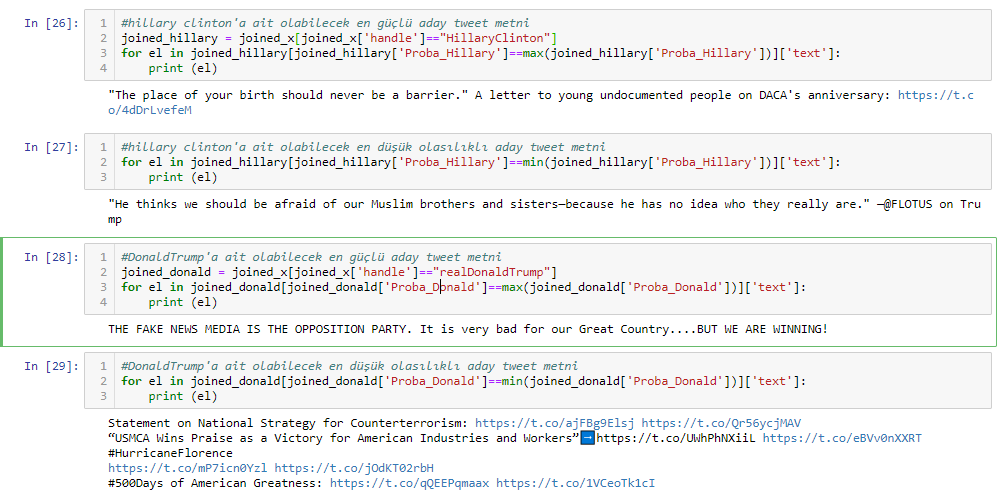 In [26]:
1 #hillary clinton'a ait olabilecek en güçlü aday tweet metni
2 joined_hillary = joined_x[joined_x['handle']=="HillaryClinton"]
3 for el in joined_hillary[joined_hillary['Proba_Hillary']==max(joined_hillary['Proba_Hillary'])]['text']:
4     print (el)
"The place of your birth should never be a barrier." A letter to young undocumented people on DACA's anniversary: https://t.c
o/4dDrLvefeM
In [27]:
1 #hillary clinton'a ait olabilecek en düşük olasılıklı aday tweet metni
2 for el in joined_hillary[joined_hillary['Proba_Hillary']==min(joined_hillary['Proba_Hillary'])]['text']:
3     print (el)
"He thinks we should be afraid of our Muslim brothers and sisters—because he has no idea who they really are." —@FLOTUS on Tru
mp
In [28]:
1 #DonaldTrump'a ait olabilecek en güçlü aday tweet metni
2 joined_donald = joined_x[joined_x['handle']=="realDonaldTrump"]
3 for el in joined_donald[joined_donald['Proba_Donald']==max(joined_donald['Proba_Donald'])]['text']:
4     print (el)
THE FAKE NEWS MEDIA IS THE OPPOSITION PARTY. It is very bad for our Great Country....BUT WE ARE WINNING!
In [29]:
1 #DonaldTrump'a ait olabilecek en düşük olasılıklı aday tweet metni
2 for el in joined_donald[joined_donald['Proba_Donald']==min(joined_donald['Proba_Donald'])]['text']:
3     print (el)
Statement on National Strategy for Counterterrorism: https://t.co/ajFBg9Elsj https://t.co/Qr56ycjMAV
“USMCA Wins Praise as a Victory for American Industries and Workers”➡️https://t.co/UWhPhNXiiL https://t.co/eBVv0nXXRT
#HurricaneFlorence
https://t.co/mP7icn0Yzl https://t.co/jOdKT02rbH
#500Days of American Greatness: https://t.co/qQEEPqmaax https://t.co/1VCeoTk1cI